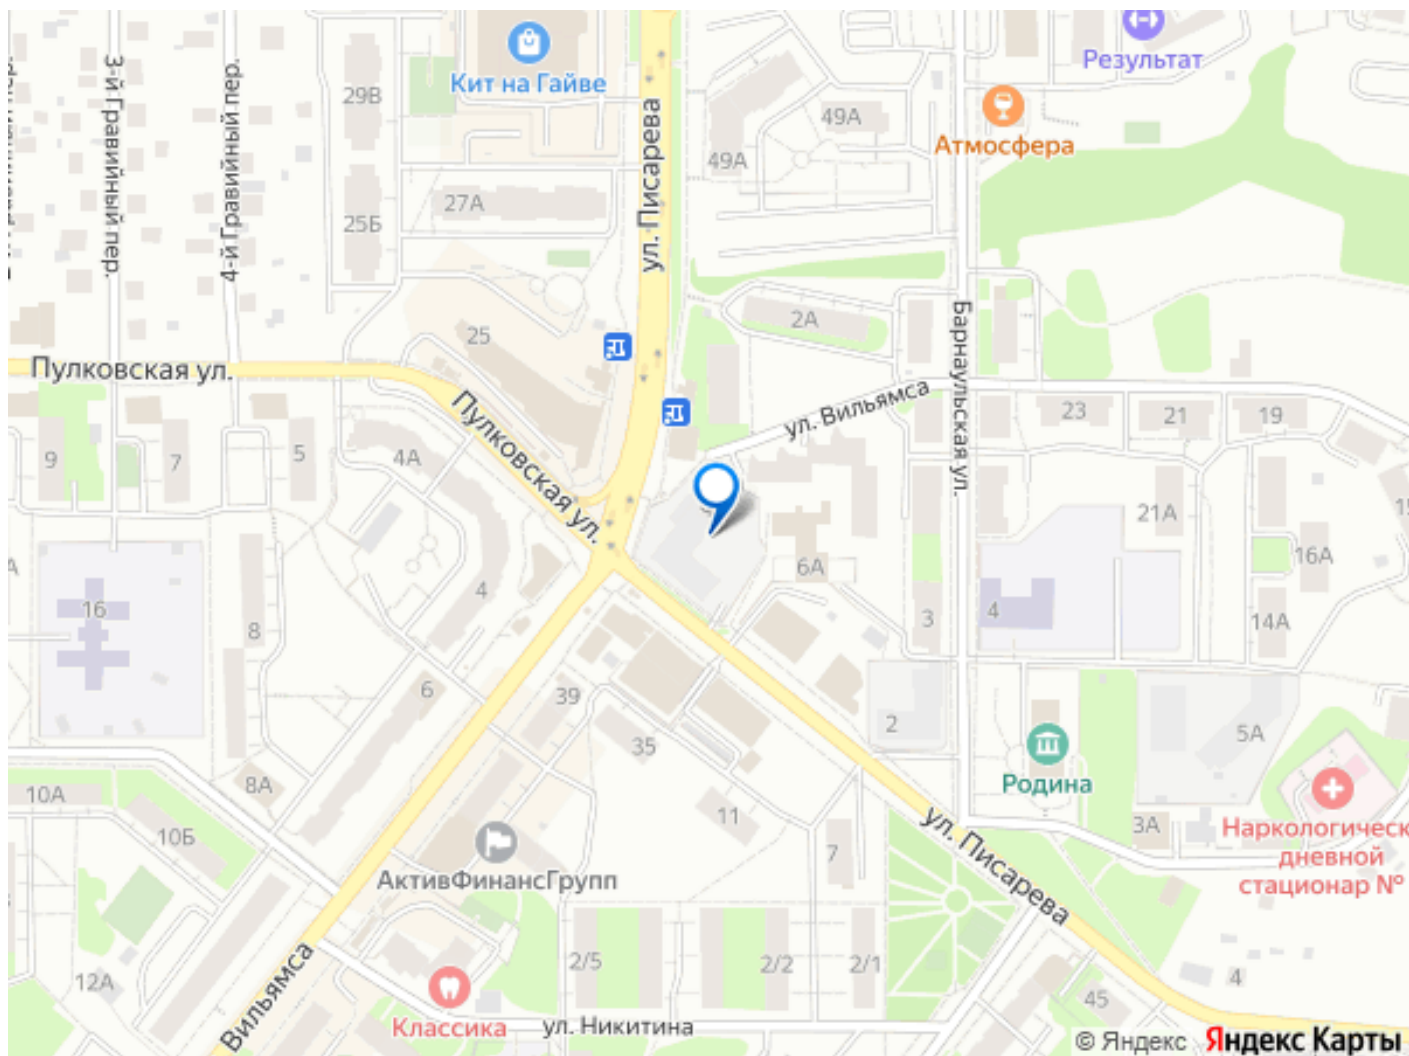 3-й Гравийный пер.
4-й Гравийный пер.
29В
Кит на Гайве
ул. Писарева
49А
49А
Результат
Атмосфера
27А
25Б
25
2А
Пулковская ул.
Пулковская ул.
Барнаульская ул.
ул. Вильямса
23
21
19
9
7
5
4А
21А
15
16А
6А
4
16
8
3
4
14А
6
39
35
2
5А
Родина
8А
10А
10Б
11
7
3А
ул. Писарева
Наркологическ
дневной
стационар №
АктивФинансГрупп
12А
2/5
2/2
2/1
4
45
Вильямса
Классика
ул. Никитина
© Яндекс Яндекс Карты